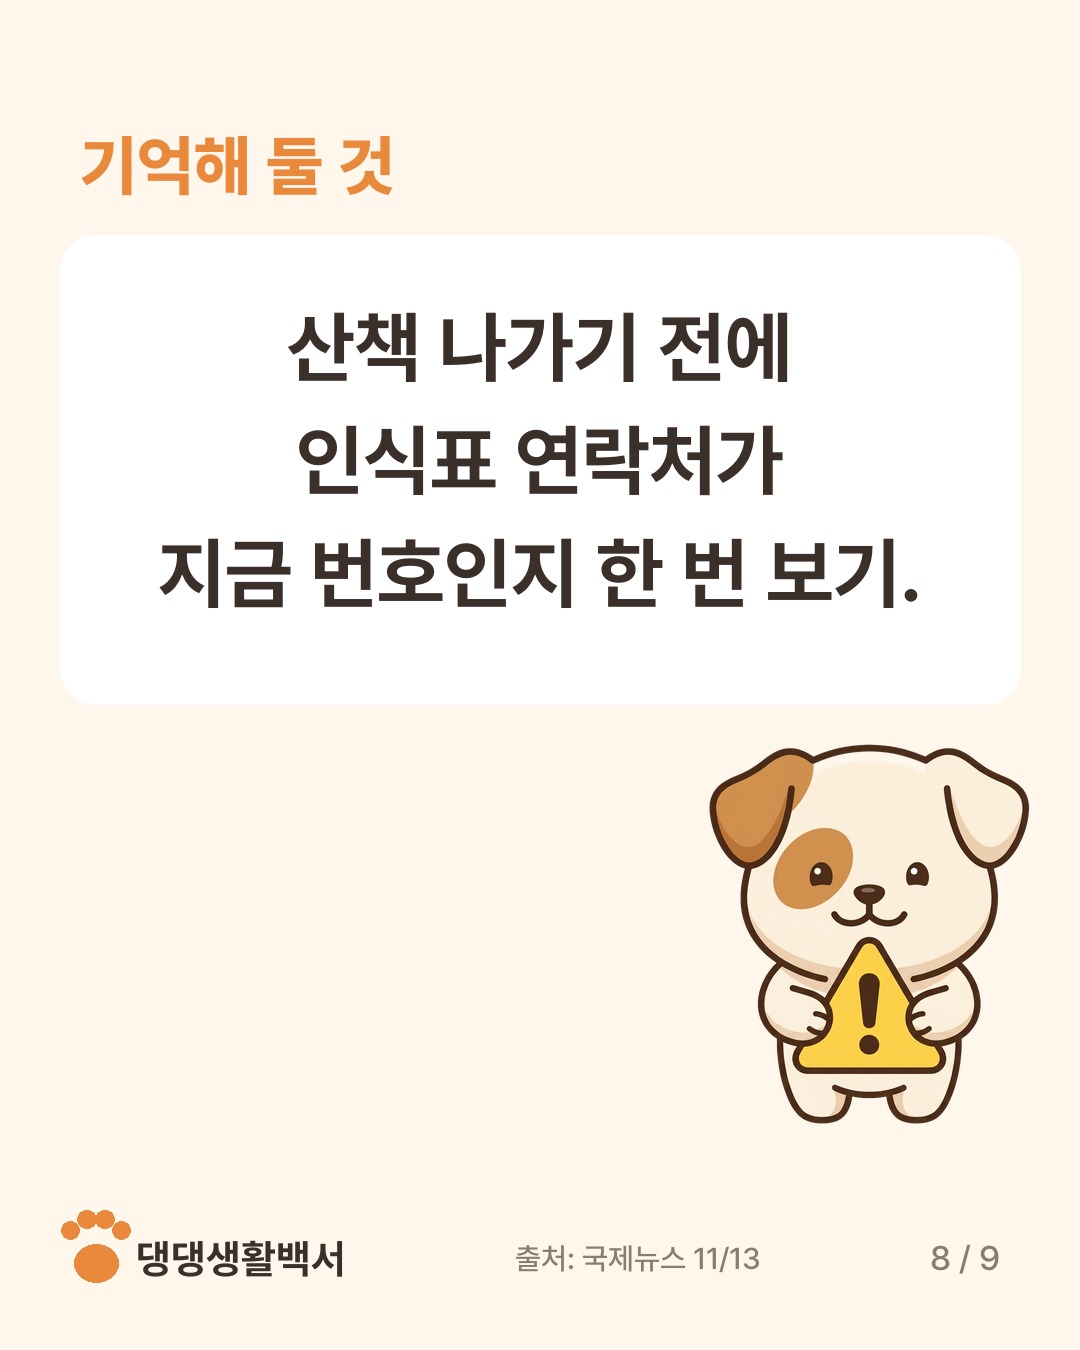 기억해 둘 것
산책 나가기 전에
인식표 연락처가
지금 번호인지 한 번 보기.
댕댕생활백서
출처: 국제뉴스 11/13
8 / 9